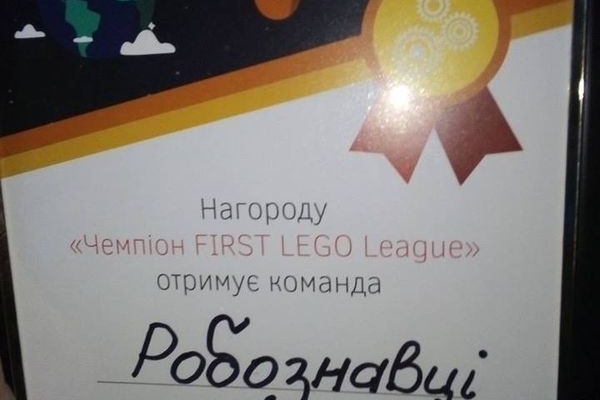 Нагороду
«Чемпіон FIRST LEGO League»
отримує команда
Робознавці